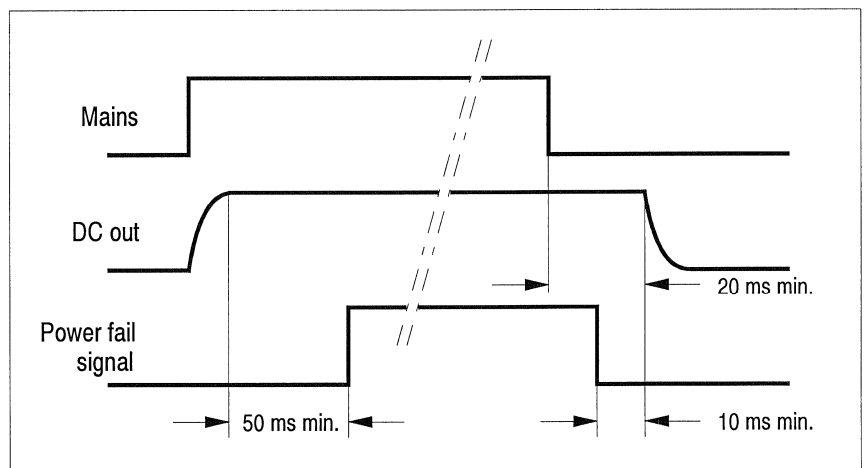 Mains
DC out
20 ms min.
Power fail
signal
50 ms min.
10 ms min.